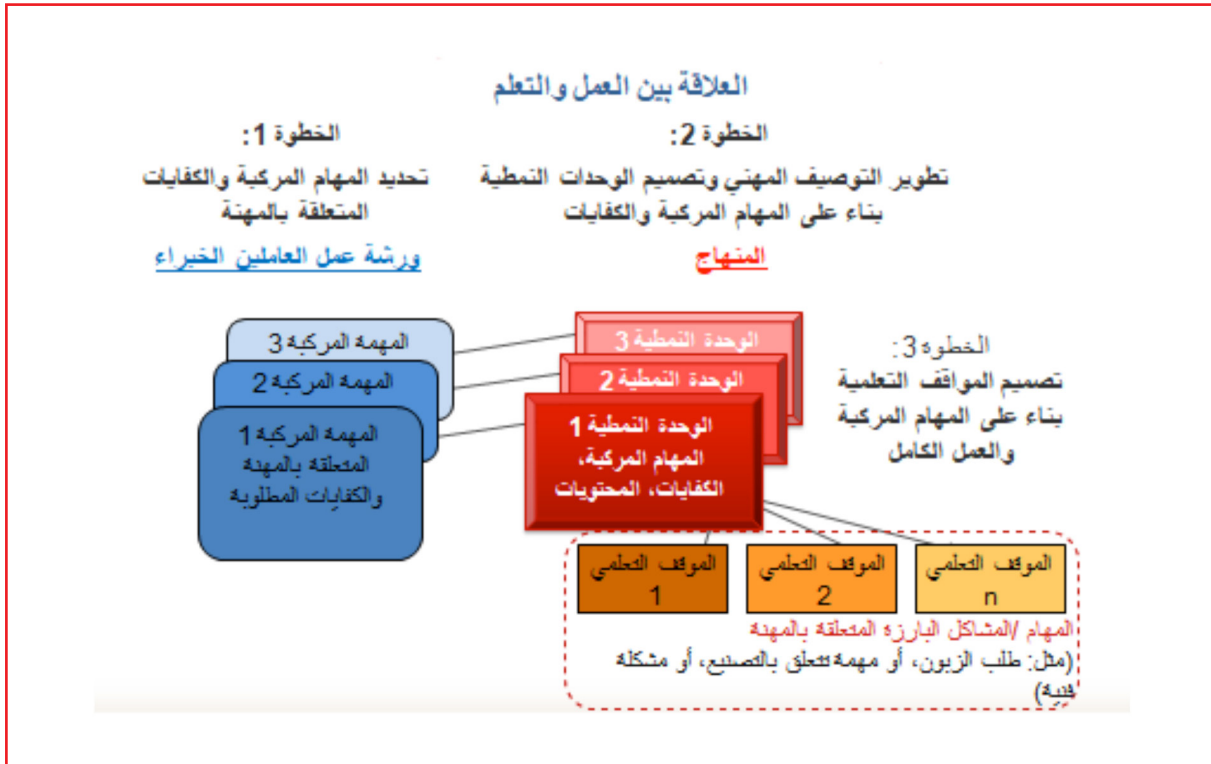 العلاقة بين العمل والتعلم
الخطوة 1:
تحديد المهام المركبة والكفايات
المتعلقة بالمهنة
ورشة عمل العاملين الخبراء
الخطوة 2:
تطوير التوصيف المهني وتصميم الوحدات النمطية
بناء على المهام المركبة والكفايات
المنهاج
المهمة المركبة 3
المهمة المركبة 2
المهمة المركبة 1
المتعلقة بالمهنة
والكفايات المطلوبة
الوحدة النمطية 3
الوحدة النمطية 2
الوحدة النمطية 1
المهام المركبة،
الكفايات، المحتويات
الخطوة 3:
تصميم المواقف التعلمية
بناء على المهام المركبة
والعمل الكامل
الموقف التعلمي
1
الموقف التعلمي
2
الموقف التعلمي
n
المهام /المشاكل البارزة المتعلقة بالمهنة
(مثل: طلب الزبون، أو مهمة تتعلق بالتصنيع، أو مشكلة
فنية)